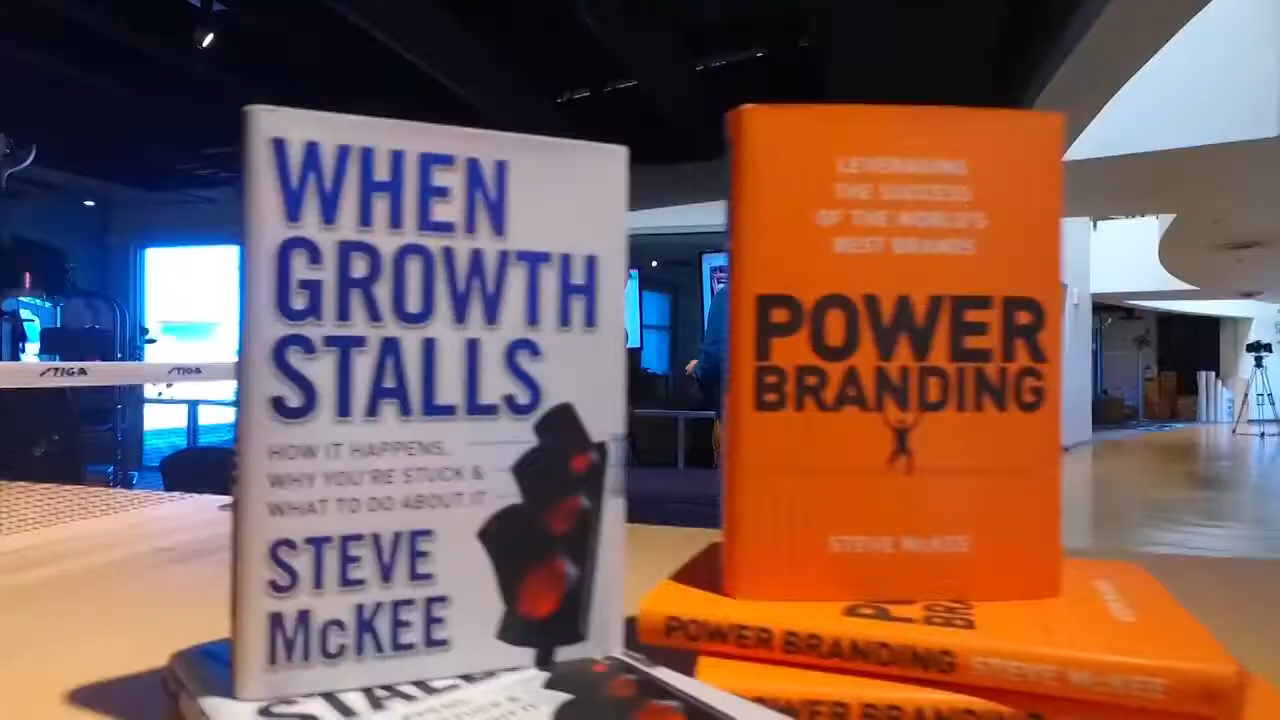 WHEN
GROWTH
STALLS
HOW IT HAPPENS,
WHY YOU'RE STUCK &
WHAT TO DO ABOUT IT
STEVE
McKEE
LEVERAGING
THE SUCCESS
OF THE WORLD'S
BEST BRANDS
POWER
BRANDING
STEVE McKEE
POWER BRANDING STEVE McKEE
POWER BRANDING
STALL
STIGA
STIGA